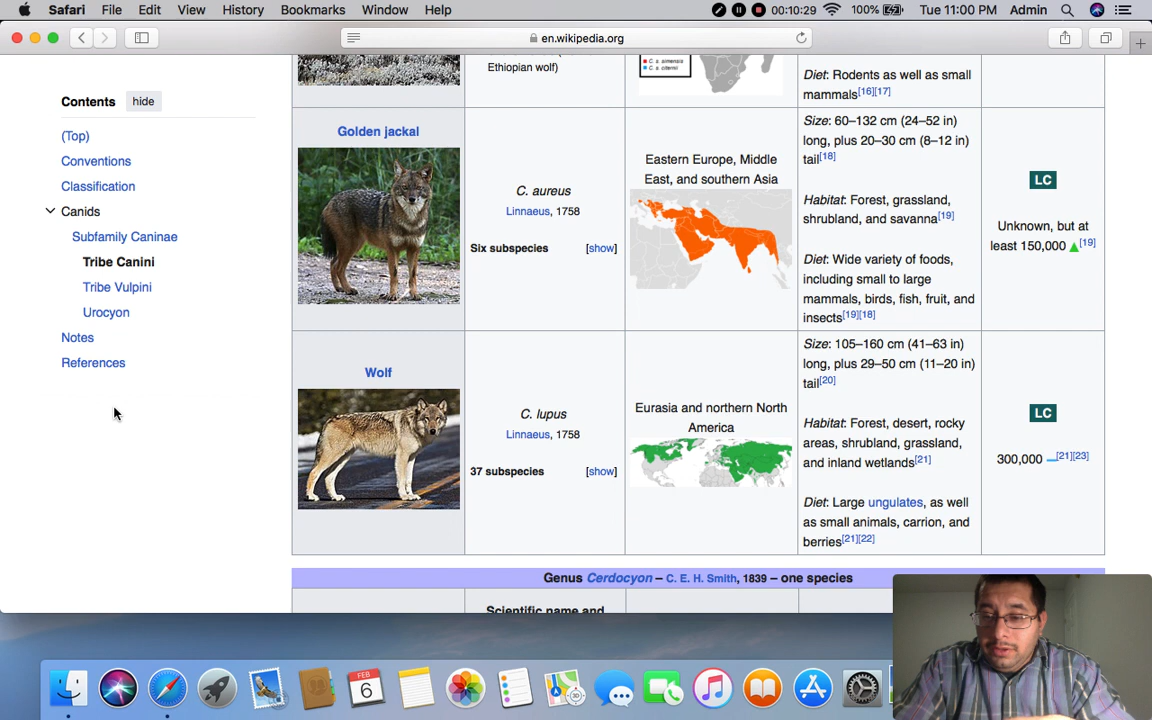 Safari File Edit View History Bookmarks Window Help 00:10:29 100% Tue 11:00 PM Admin
en.wikipedia.org
Contents hide
(Top)
Conventions
Classification
Canids
Subfamily Caninae
Tribe Canini
Tribe Vulpini
Urocyon
Notes
References
Ethiopian wolf)
Diet: Rodents as well as small
mammals[16][17]
Golden jackal
C. aureus
Linnaeus, 1758
Six subspecies [show]
Eastern Europe, Middle
East, and southern Asia
Size: 60–132 cm (24–52 in)
long, plus 20–30 cm (8–12 in)
tail[18]
Habitat: Forest, grassland,
shrubland, and savanna[19]
Diet: Wide variety of foods,
including small to large
mammals, birds, fish, fruit, and
insects[19][18]
LC
Unknown, but at
least 150,000 [19]
Wolf
C. lupus
Linnaeus, 1758
37 subspecies [show]
Eurasia and northern North
America
Size: 105–160 cm (41–63 in)
long, plus 29–50 cm (11–20 in)
tail[20]
Habitat: Forest, desert, rocky
areas, shrubland, grassland,
and inland wetlands[21]
Diet: Large ungulates, as well
as small animals, carrion, and
berries[21][22]
LC
300,000 [21][23]
Genus Cerdocyon – C. E. H. Smith, 1839 – one species
Scientific name and
FEB
6